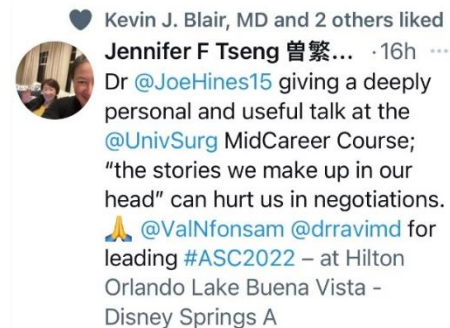 Kevin J. Blair, MD and 2 others liked
Jennifer F Tseng 曾繁... ·16h ...
Dr @JoeHines15 giving a deeply
personal and useful talk at the
@UnivSurg MidCareer Course;
“the stories we make up in our
head” can hurt us in negotiations.
🙏 @ValNfonsam @drravimd for
leading #ASC2022 – at Hilton
Orlando Lake Buena Vista -
Disney Springs A